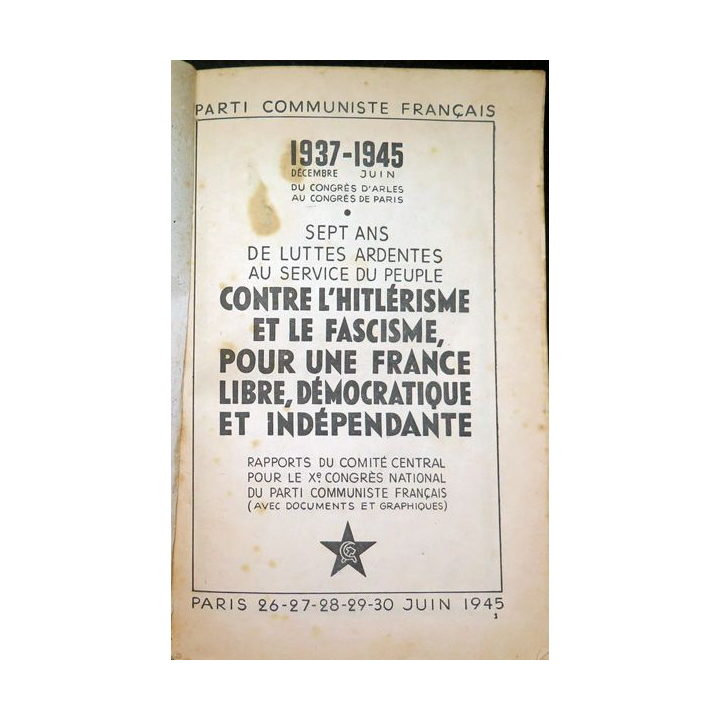 PARTI COMMUNISTE FRANÇAIS
1937-1945
DÉCEMBRE JUIN
DU CONGRÈS D'ARLES
AU CONGRÈS DE PARIS
•
SEPT ANS
DE LUTTES ARDENTES
AU SERVICE DU PEUPLE
CONTRE L'HITLÉRISME
ET LE FASCISME,
POUR UNE FRANCE
LIBRE, DÉMOCRATIQUE
ET INDÉPENDANTE
RAPPORTS DU COMITÉ CENTRAL
POUR LE Xe CONGRÈS NATIONAL
DU PARTI COMMUNISTE FRANÇAIS
(AVEC DOCUMENTS ET GRAPHIQUES)
PARIS 26-27-28-29-30 JUIN 1945
1